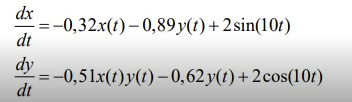 dx/dt = -0,32x(t) - 0,89y(t) + 2sin(10t)
dy/dt = -0,51x(t)y(t) - 0,62y(t) + 2cos(10t)